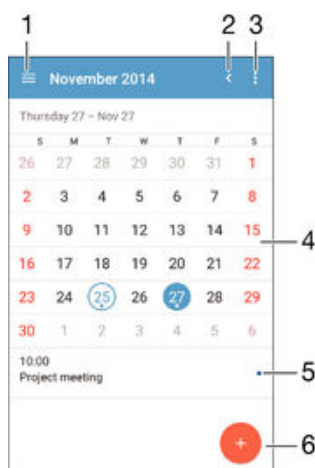 1 2 3
November 2014
Thursday 27 – Nov 27
S M T W T F S
26 27 28 29 30 31 1
2 3 4 5 6 7 8
9 10 11 12 13 14 15
4
16 17 18 19 20 21 22
23 24 25 26 27 28 29
30 1 2 3 4 5 6
10:00
Project meeting
5
+
6